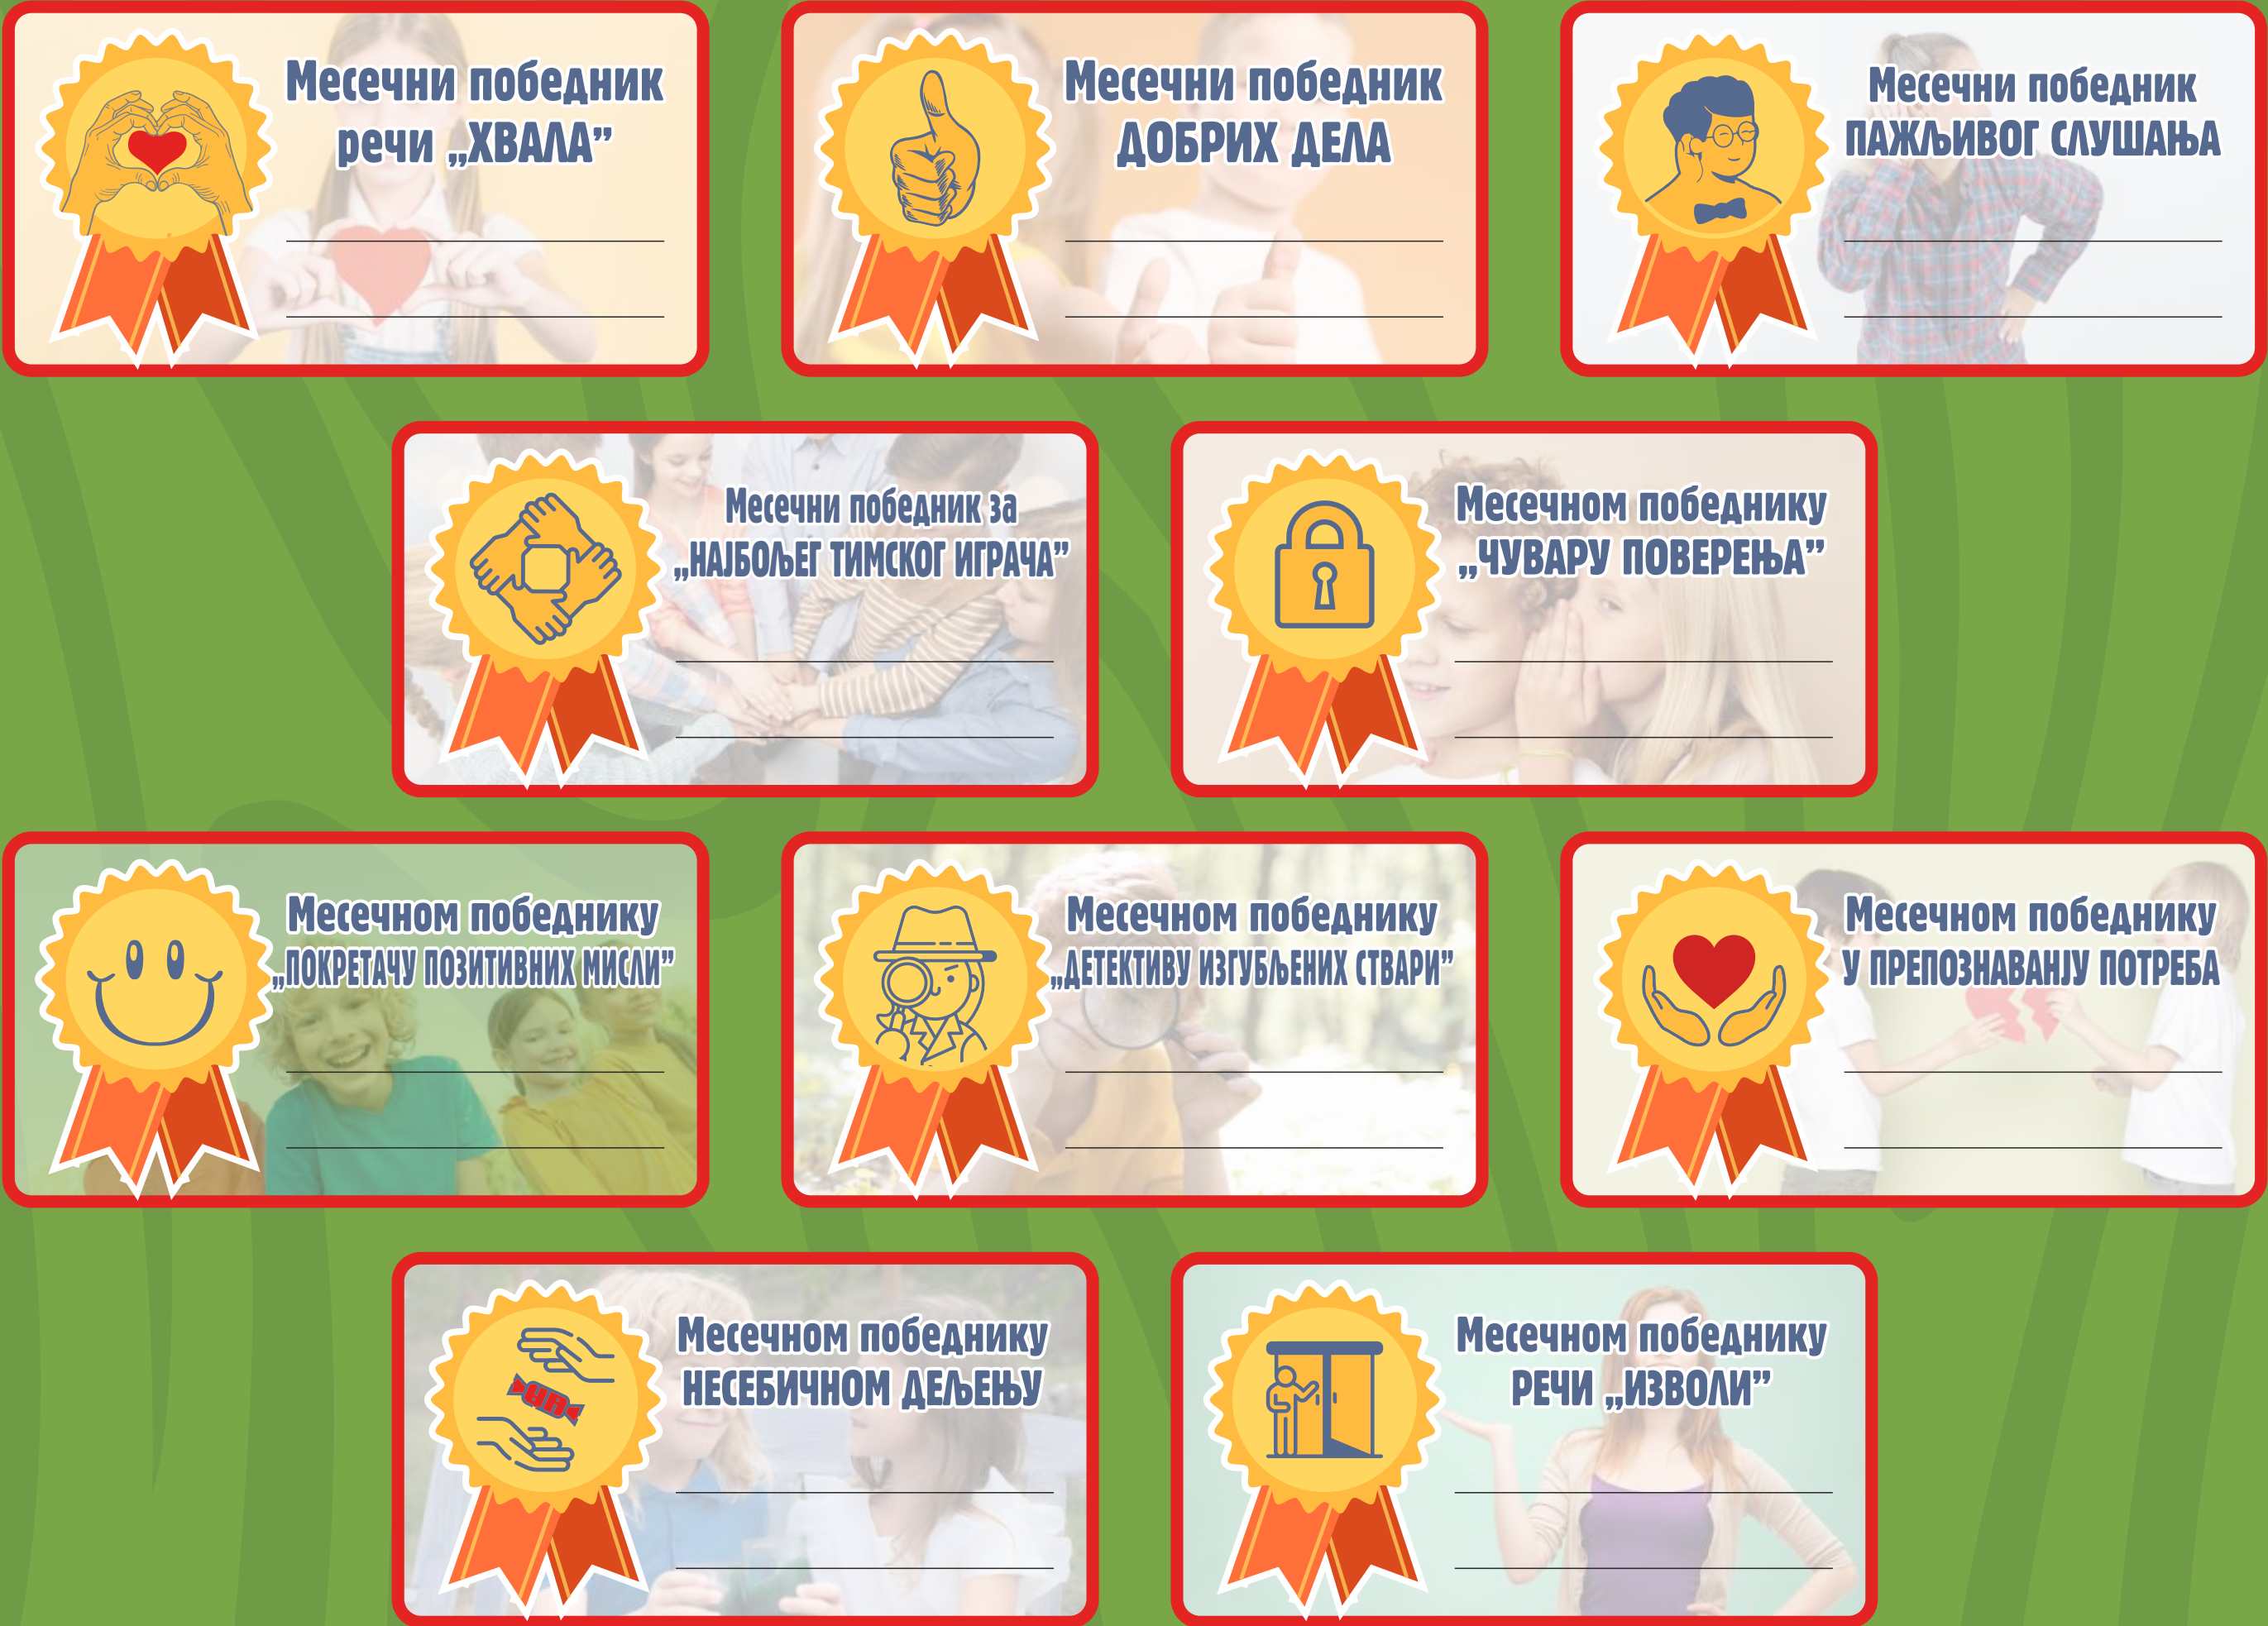 Месечни победник
речи „ХВАЛА”
Месечни победник
ДОБРИХ ДЕЛА
Месечни победник
ПАЖЉИВОГ СЛУШАЊА
Месечни победник за
„НАЈБОЉЕГ ТИМСКОГ ИГРАЧА”
Месечном победнику
„ЧУВАРУ ПОВЕРЕЊА”
Месечном победнику
„ПОКРЕТАЧУ ПОЗИТИВНИХ МИСЛИ”
Месечном победнику
„ДЕТЕКТИВУ ИЗГУБЉЕНИХ СТВАРИ”
Месечном победнику
У ПРЕПОЗНАВАНЈУ ПОТРЕБА
Месечном победнику
НЕСЕБИЧНОМ ДЕЉЕЊУ
Месечном победнику
РЕЧИ „ИЗВОЛИ”